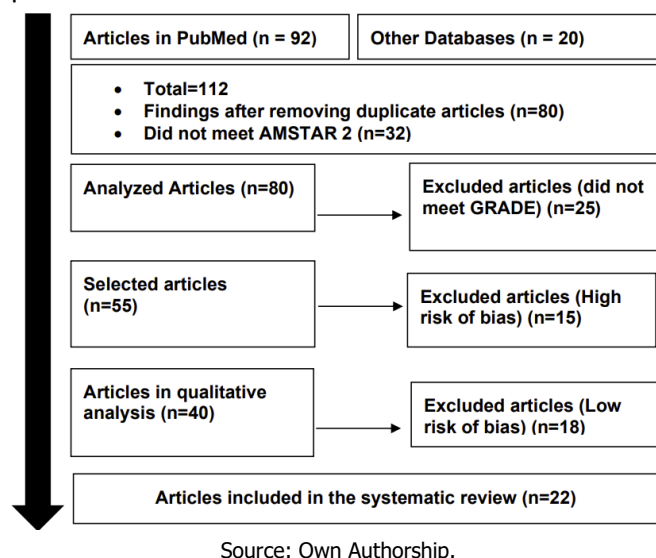 Articles in PubMed (n = 92)
Other Databases (n = 20)
• Total=112
• Findings after removing duplicate articles (n=80)
• Did not meet AMSTAR 2 (n=32)
Analyzed Articles (n=80)
Excluded articles (did not
meet GRADE) (n=25)
Selected articles
(n=55)
Excluded articles (High
risk of bias) (n=15)
Articles in qualitative
analysis (n=40)
Excluded articles (Low
risk of bias) (n=18)
Articles included in the systematic review (n=22)
Source: Own Authorship.